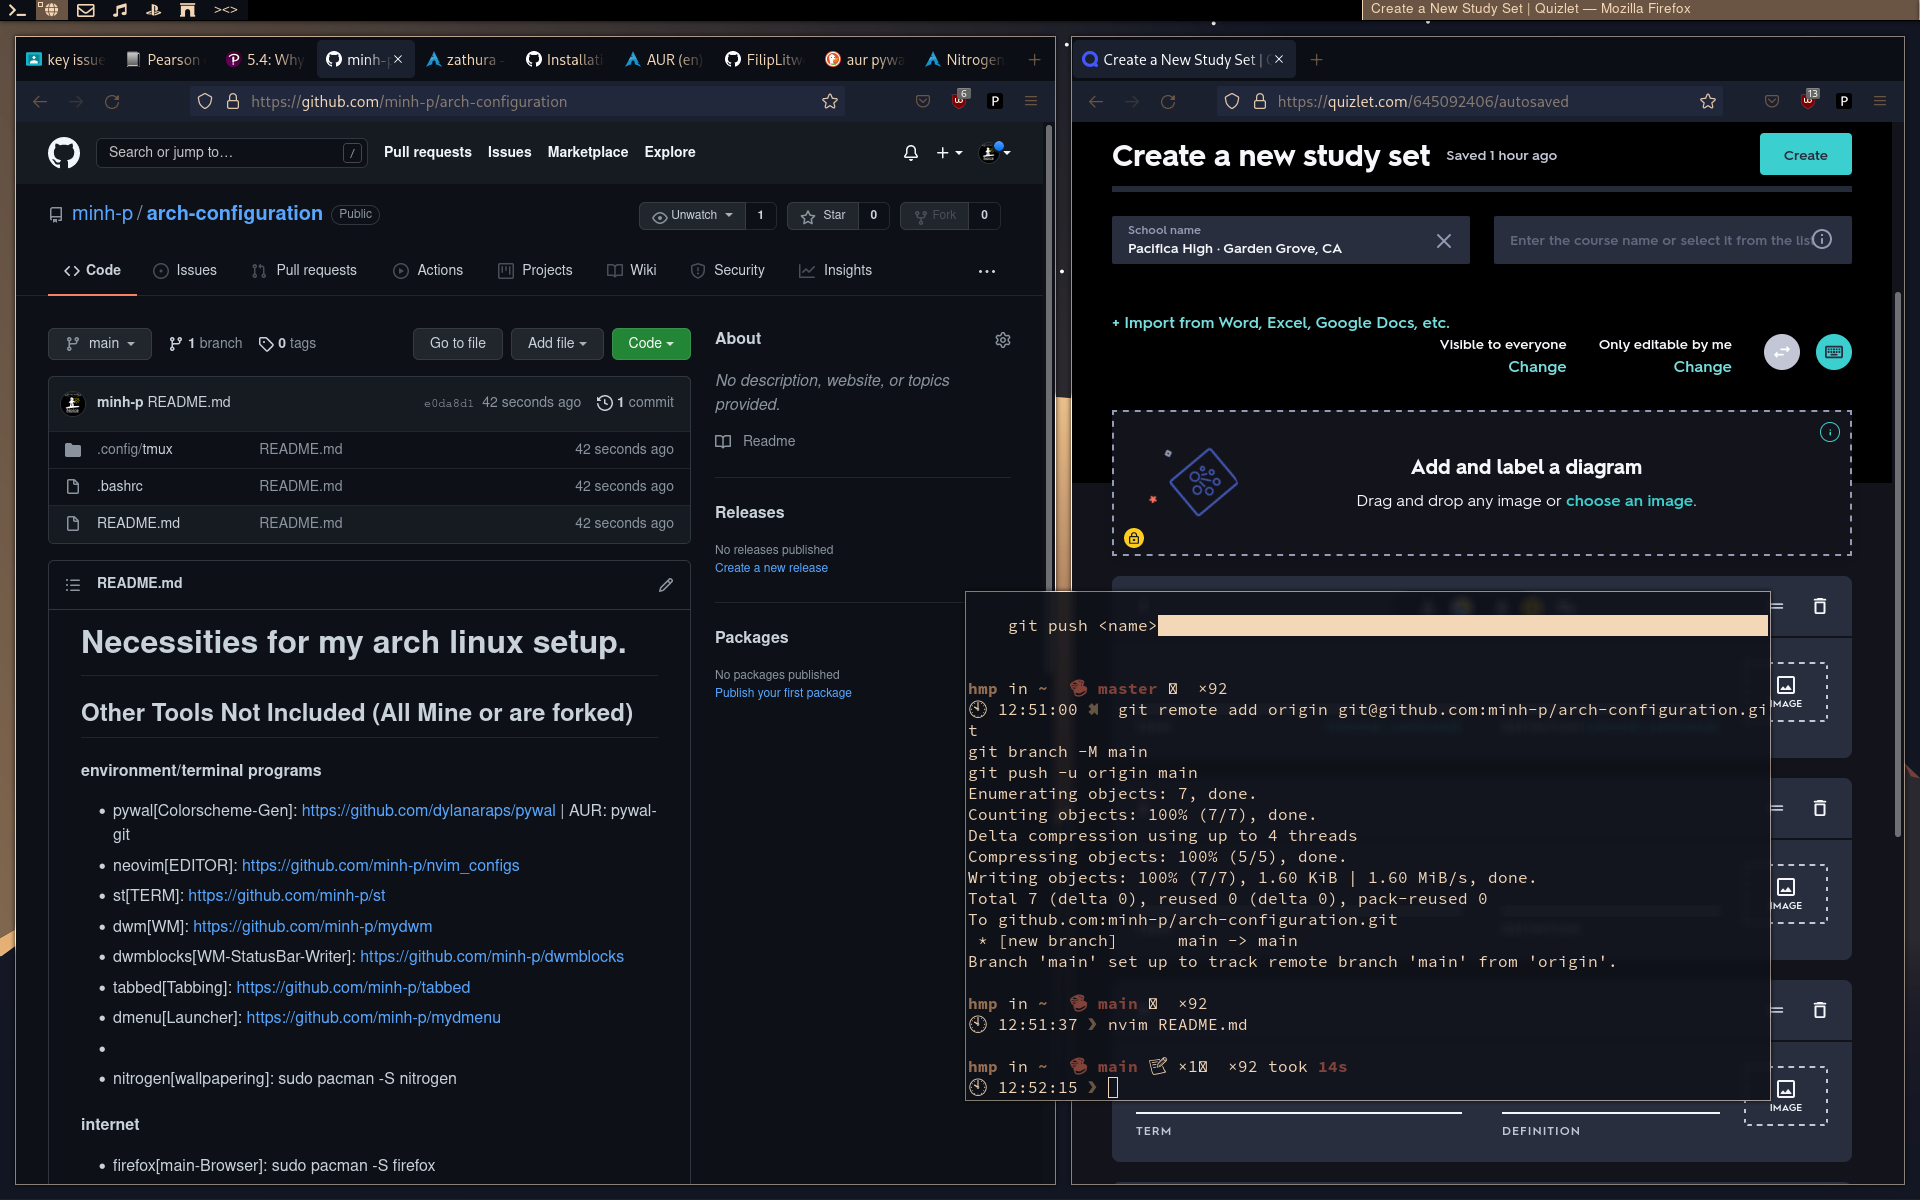 ><>
Create a New Study Set | Quizlet — Mozilla Firefox
key issue
Pearson
5.4: Why
minh-
zathura
Installati
AUR (en)
FilipLitw
aur pywa
Nitrogen
https://github.com/minh-p/arch-configuration
6
P
Search or jump to…
/
Pull requests
Issues
Marketplace
Explore
minh-p / arch-configuration
Public
Unwatch
1
Star
0
Fork
0
Code
Issues
Pull requests
Actions
Projects
Wiki
Security
Insights
main
1 branch
0 tags
Go to file
Add file
Code
minh-p README.md
e0da8d1
42 seconds ago
1 commit
.config/tmux
README.md
42 seconds ago
.bashrc
README.md
42 seconds ago
README.md
README.md
42 seconds ago
README.md
Necessities for my arch linux setup.
Other Tools Not Included (All Mine or are forked)
environment/terminal programs
pywal[Colorscheme-Gen]: https://github.com/dylanaraps/pywal | AUR: pywal-
git
neovim[EDITOR]: https://github.com/minh-p/nvim_configs
st[TERM]: https://github.com/minh-p/st
dwm[WM]: https://github.com/minh-p/mydwm
dwmblocks[WM-StatusBar-Writer]: https://github.com/minh-p/dwmblocks
tabbed[Tabbing]: https://github.com/minh-p/tabbed
dmenu[Launcher]: https://github.com/minh-p/mydmenu
nitrogen[wallpapering]: sudo pacman -S nitrogen
internet
firefox[main-Browser]: sudo pacman -S firefox
About
No description, website, or topics
provided.
Readme
Releases
No releases published
Create a new release
Packages
No packages published
Publish your first package
Create a New Study Set |
https://quizlet.com/645092406/autosaved
13
P
Create a new study set
Saved 1 hour ago
Create
School name
Pacifica High · Garden Grove, CA
Enter the course name or select it from the lis
+ Import from Word, Excel, Google Docs, etc.
Visible to everyone
Change
Only editable by me
Change
Add and label a diagram
Drag and drop any image or choose an image.
IMAGE
IMAGE
IMAGE
TERM
DEFINITION
git push <name>
hmp in ~ master ×92
12:51:00 ✖ git remote add origin git@github.com:minh-p/arch-configuration.gi
t
git branch -M main
git push -u origin main
Enumerating objects: 7, done.
Counting objects: 100% (7/7), done.
Delta compression using up to 4 threads
Compressing objects: 100% (5/5), done.
Writing objects: 100% (7/7), 1.60 KiB | 1.60 MiB/s, done.
Total 7 (delta 0), reused 0 (delta 0), pack-reused 0
To github.com:minh-p/arch-configuration.git
* [new branch] main -> main
Branch 'main' set up to track remote branch 'main' from 'origin'.
hmp in ~ main ×92
12:51:37 ❯ nvim README.md
hmp in ~ main ×1 ×92 took 14s
12:52:15 ❯